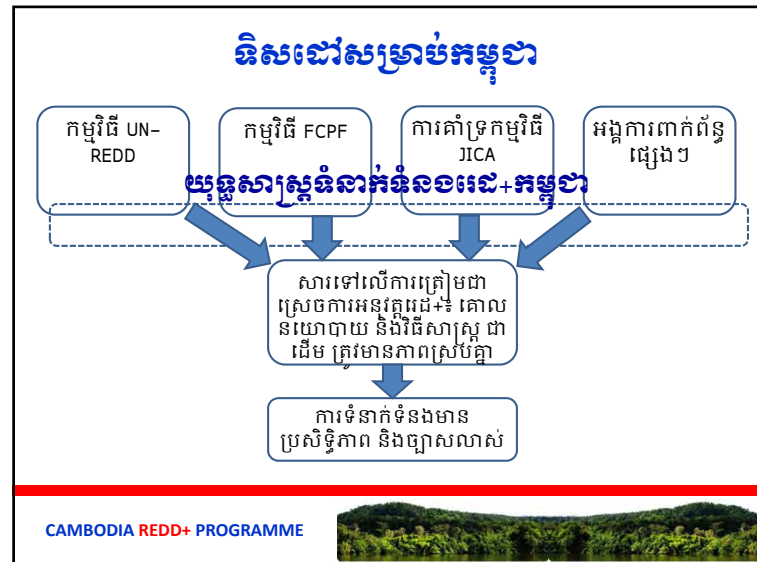 ទិសដៅសម្រាប់កម្ពុជា
កម្មវិធី UN-
REDD
កម្មវិធី FCPF
ការគាំទ្រកម្មវិធី
JICA
អង្គការពាក់ព័ន្ធ
ផ្សេងៗ
យុទ្ធសាស្ត្រទំនាក់ទំនងរេដ+កម្ពុជា
សារទៅលើការត្រៀមជា
ស្រេចការអនុវត្តរេដ+៖ គោល
នយោបាយ និងវិធីសាស្ត្រ ជា
ដើម ត្រូវមានភាពស្របគ្នា
ការទំនាក់ទំនងមាន
ប្រសិទ្ធិភាព និងច្បាសលាស់
CAMBODIA REDD+ PROGRAMME